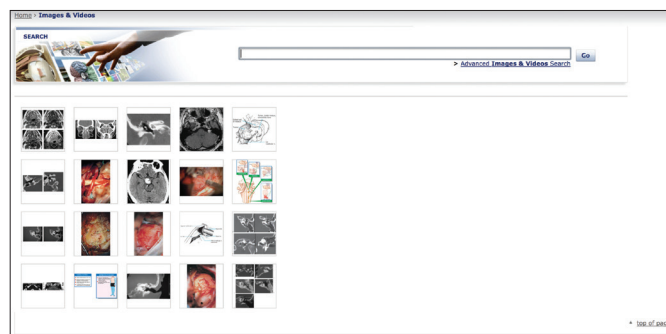 Home > Images & Videos
SEARCH
Go
> Advanced Images & Videos Search
top of pag